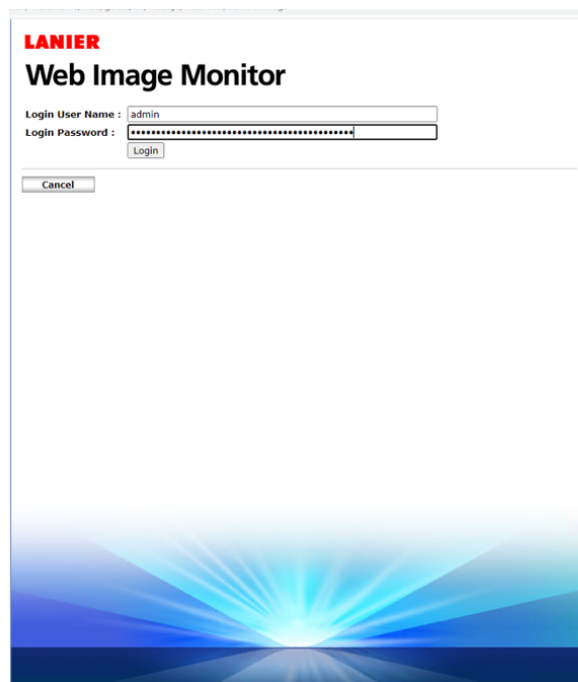 LANIER
Web Image Monitor
Login User Name : admin
Login Password : ••••••••••••••••••••••••••••••••••••••••••••
Login
Cancel